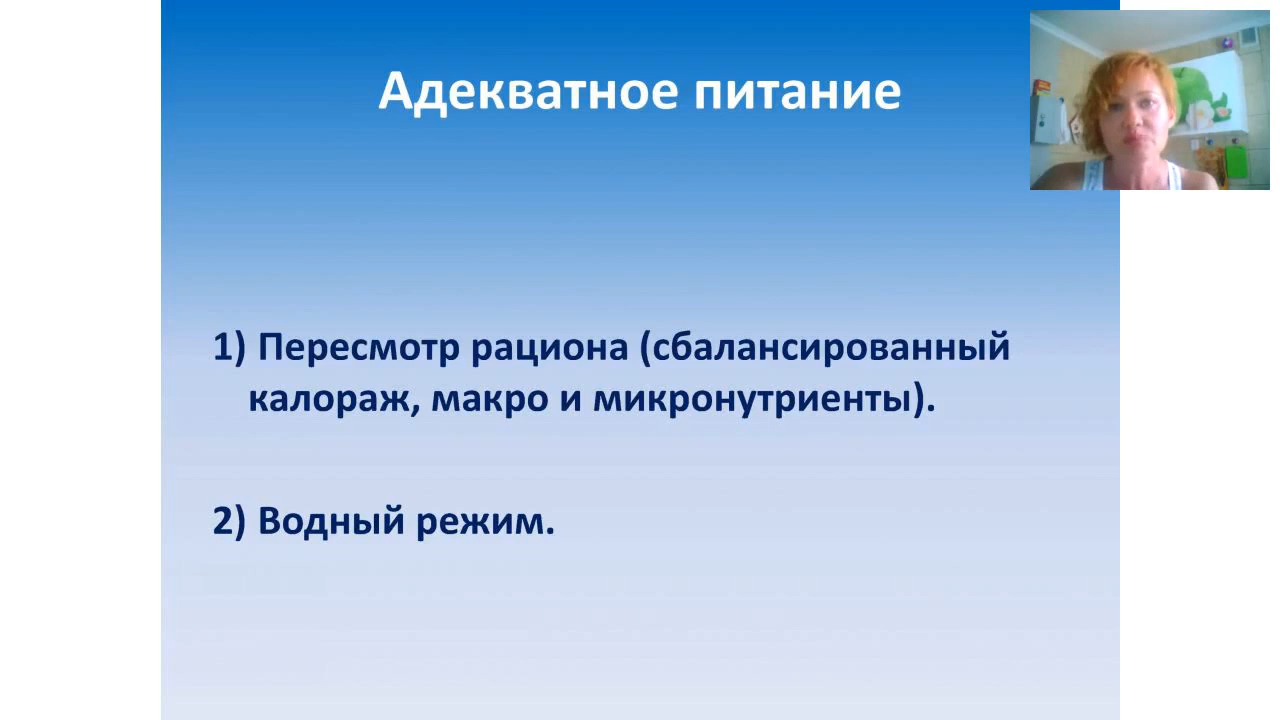 Адекватное питание
1) Пересмотр рациона (сбалансированный
калораж, макро и микронутриенты).
2) Водный режим.